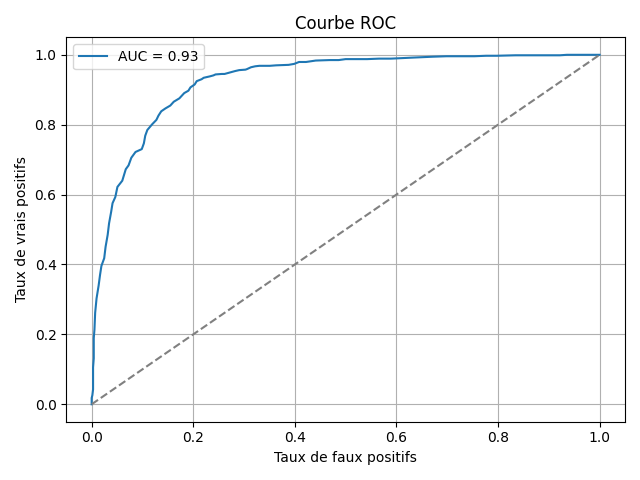 Courbe ROC
AUC = 0.93
1.0
0.8
0.6
0.4
0.2
0.0
Taux de vrais positifs
0.0 0.2 0.4 0.6 0.8 1.0
Taux de faux positifs